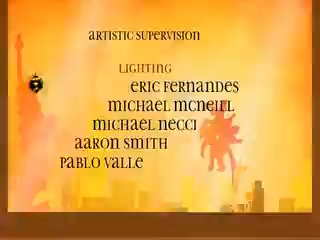 ARTISTIC SUPERVISION
LIGHTING
ERIC FERNANDES
MICHAEL MCNEILL
MICHAEL NECCI
AARON SMITH
PABLO VALLE